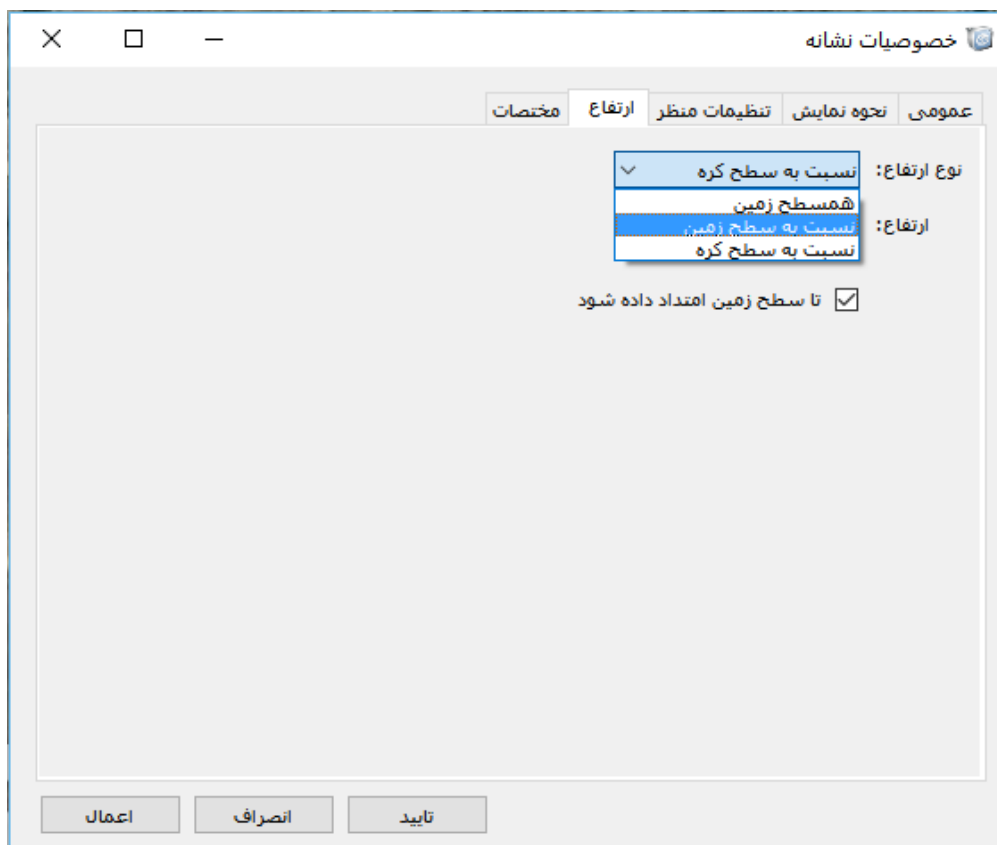 خصوصیات نشانه
عمومی نحوه نمایش تنظیمات منظر ارتفاع مختصات
نوع ارتفاع: نسبت به سطح کره
همسطح زمین
ارتفاع: نسبت به سطح زمین
نسبت به سطح کره
تا سطح زمین امتداد داده شود
تایید انصراف اعمال